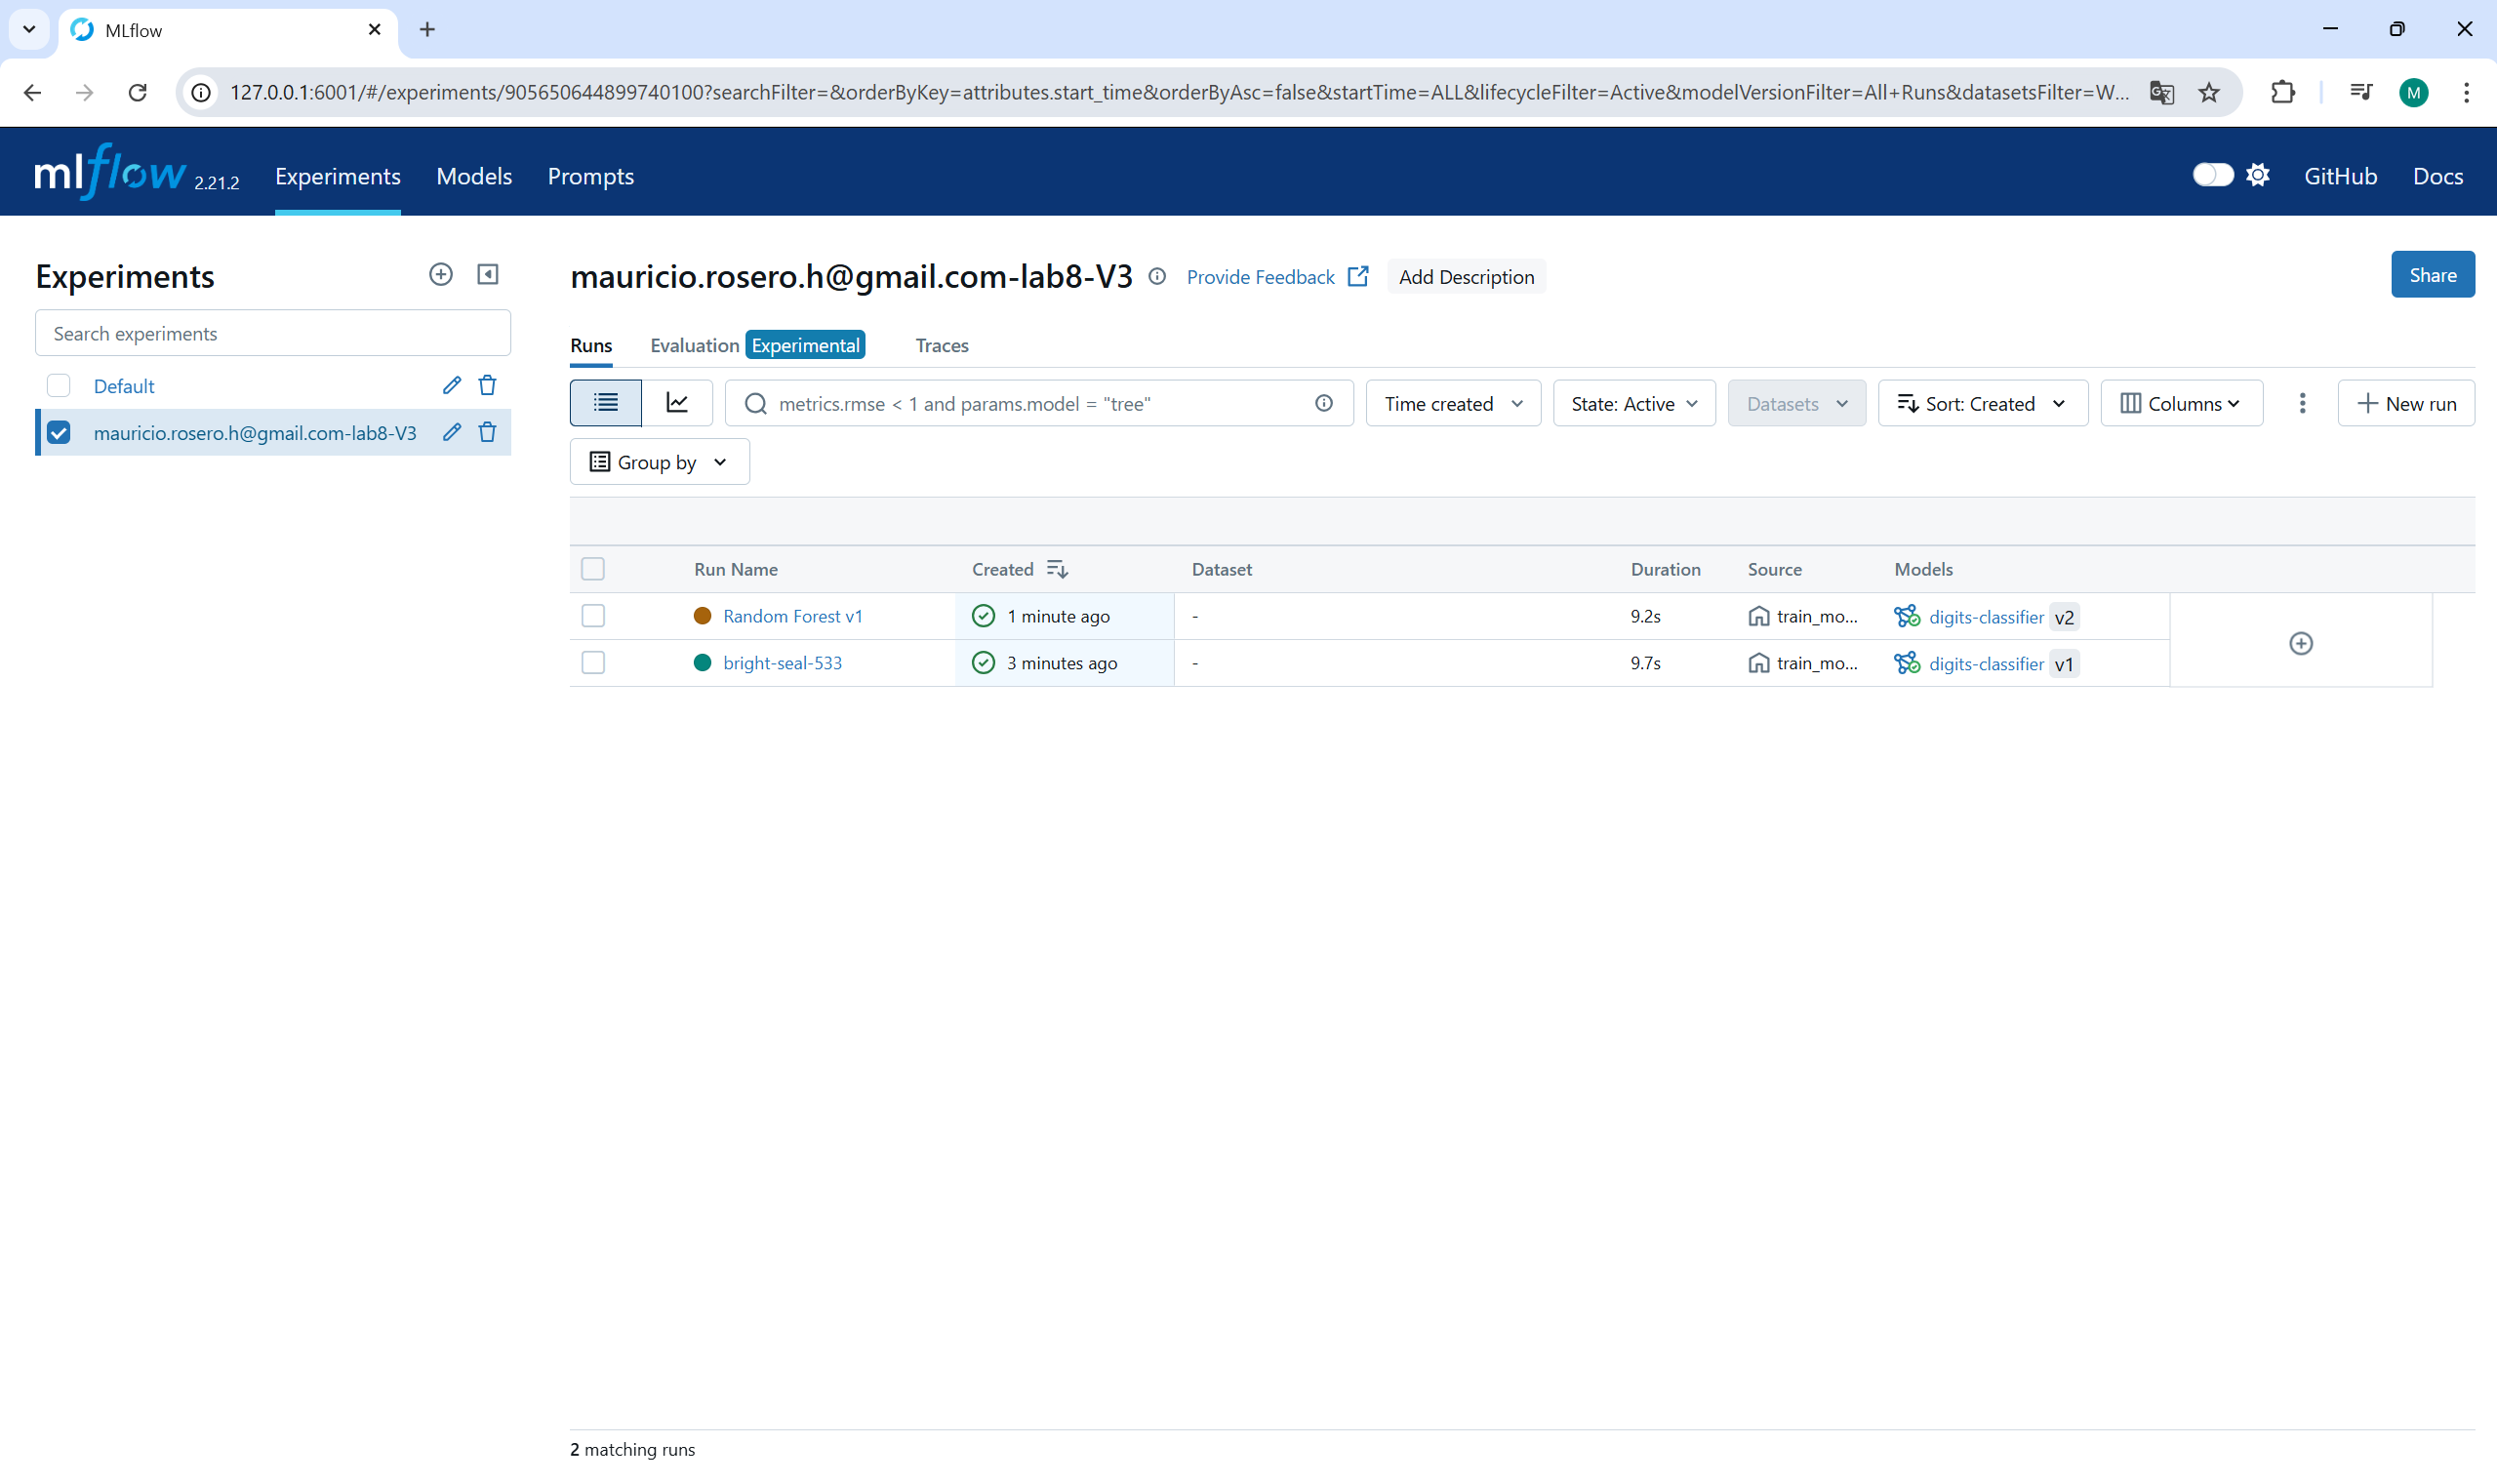 MLflow
127.0.0.1:6001/#/experiments/905650644899740100?searchFilter=&orderByKey=attributes.start_time&orderByAsc=false&startTime=ALL&lifecycleFilter=Active&modelVersionFilter=All+Runs&datasetsFilter=W...
M
mlflow 2.21.2 Experiments Models Prompts GitHub Docs
Experiments
Search experiments
Default
mauricio.rosero.h@gmail.com-lab8-V3
mauricio.rosero.h@gmail.com-lab8-V3 Provide Feedback Add Description Share
Runs Evaluation Experimental Traces
metrics.rmse < 1 and params.model = "tree" Time created State: Active Datasets Sort: Created Columns New run
Group by
Run Name Created Dataset Duration Source Models
Random Forest v1 1 minute ago - 9.2s train_mo... digits-classifier v2
bright-seal-533 3 minutes ago - 9.7s train_mo... digits-classifier v1
2 matching runs